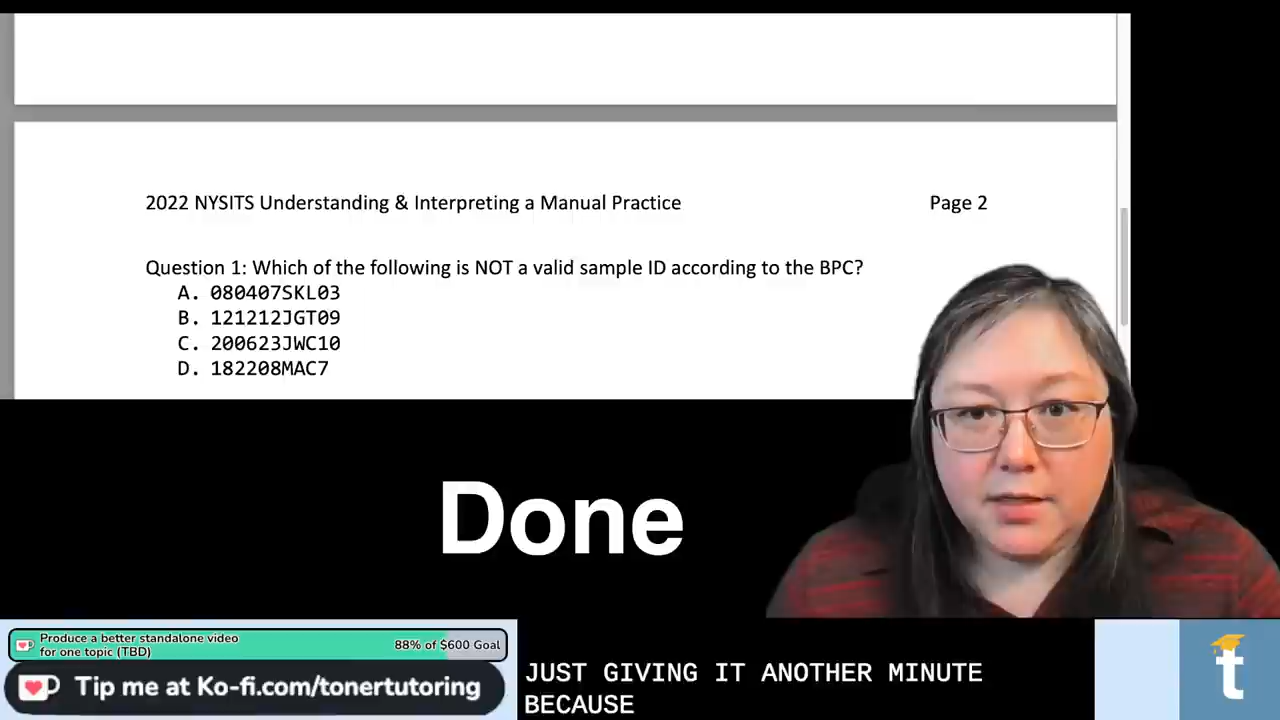 2022 NYSITS Understanding & Interpreting a Manual Practice Page 2
Question 1: Which of the following is NOT a valid sample ID according to the BPC?
A. 080407SKL03
B. 121212JGT09
C. 200623JWC10
D. 182208MAC7
Done
Produce a better standalone video
for one topic (TBD)
88% of $600 Goal
Tip me at Ko-fi.com/tonertutoring
JUST GIVING IT ANOTHER MINUTE
BECAUSE
t